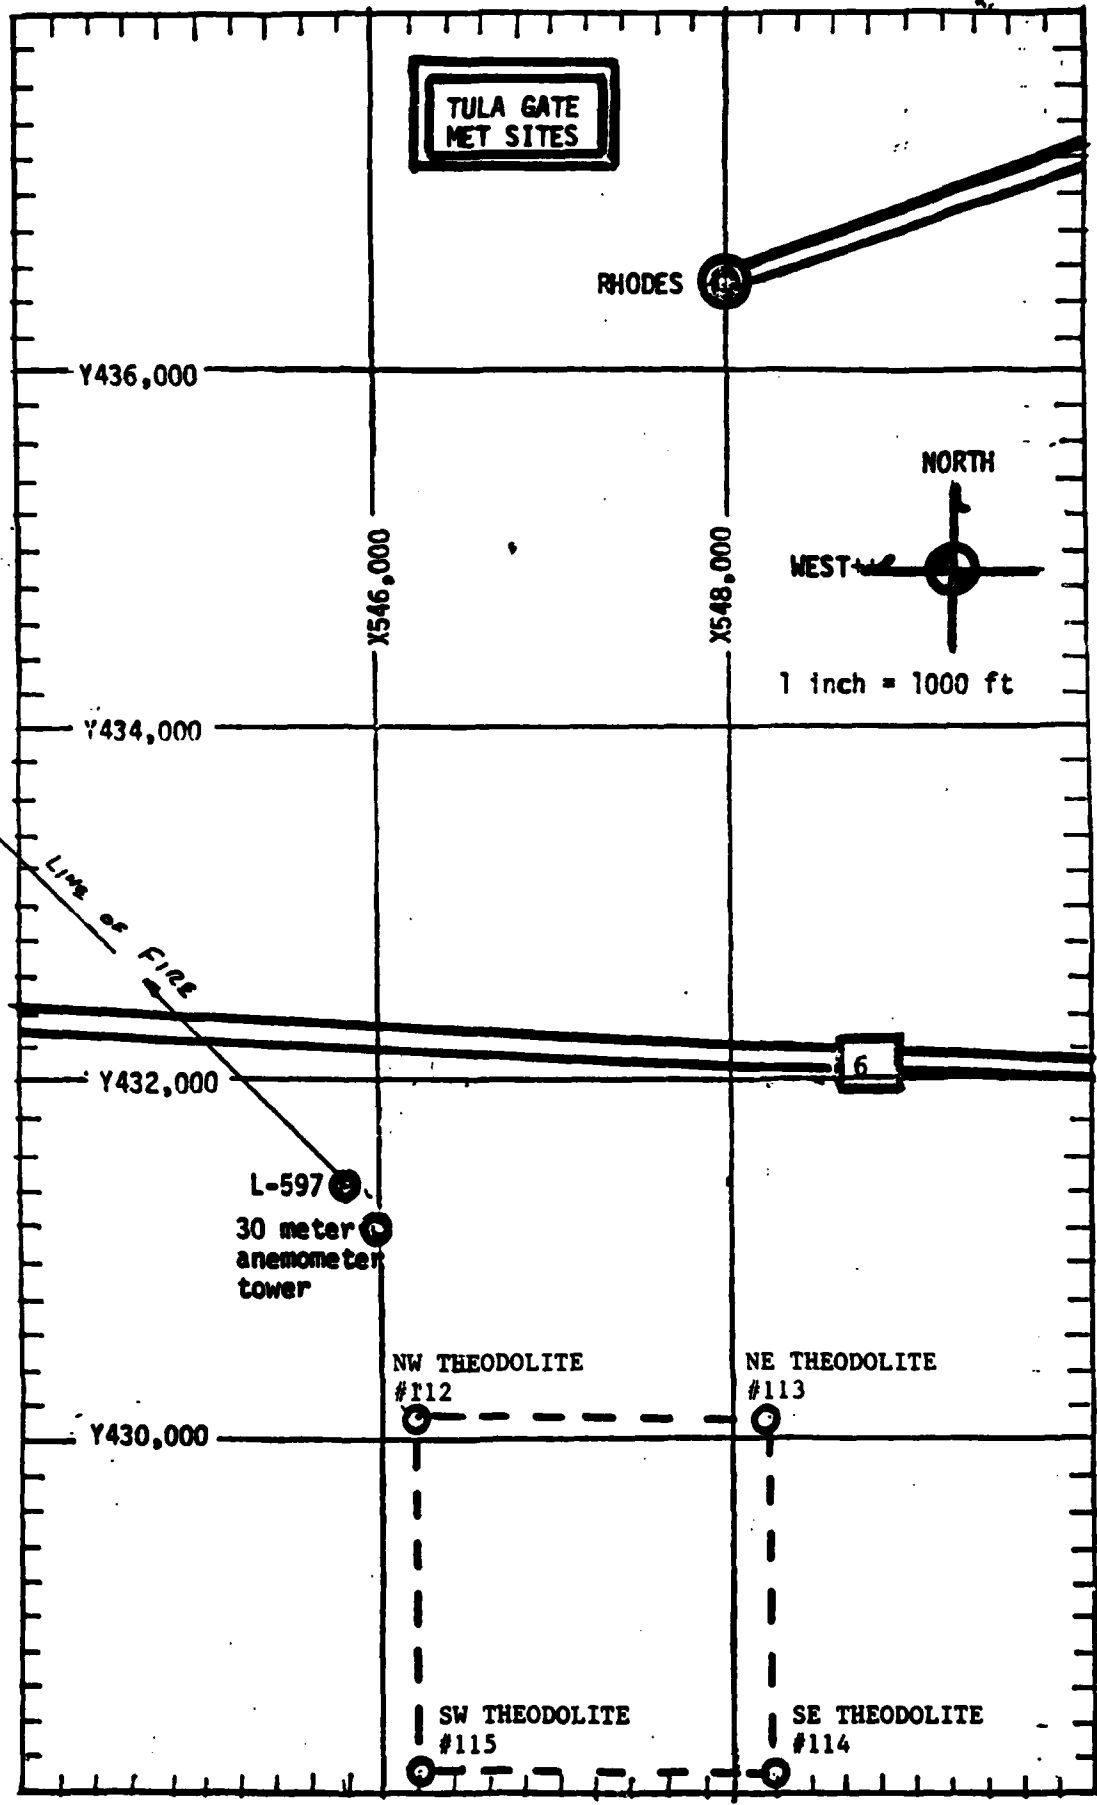 TULA GATE
MET SITES
RHODES
Y436,000
NORTH
X546,000
X548,000
WEST
1 inch = 1000 ft
Y434,000
LINE OF FIRE
6
Y432,000
L-597
30 meter
anemometer
tower
NW THEODOLITE
#112
NE THEODOLITE
#113
Y430,000
SW THEODOLITE
#115
SE THEODOLITE
#114